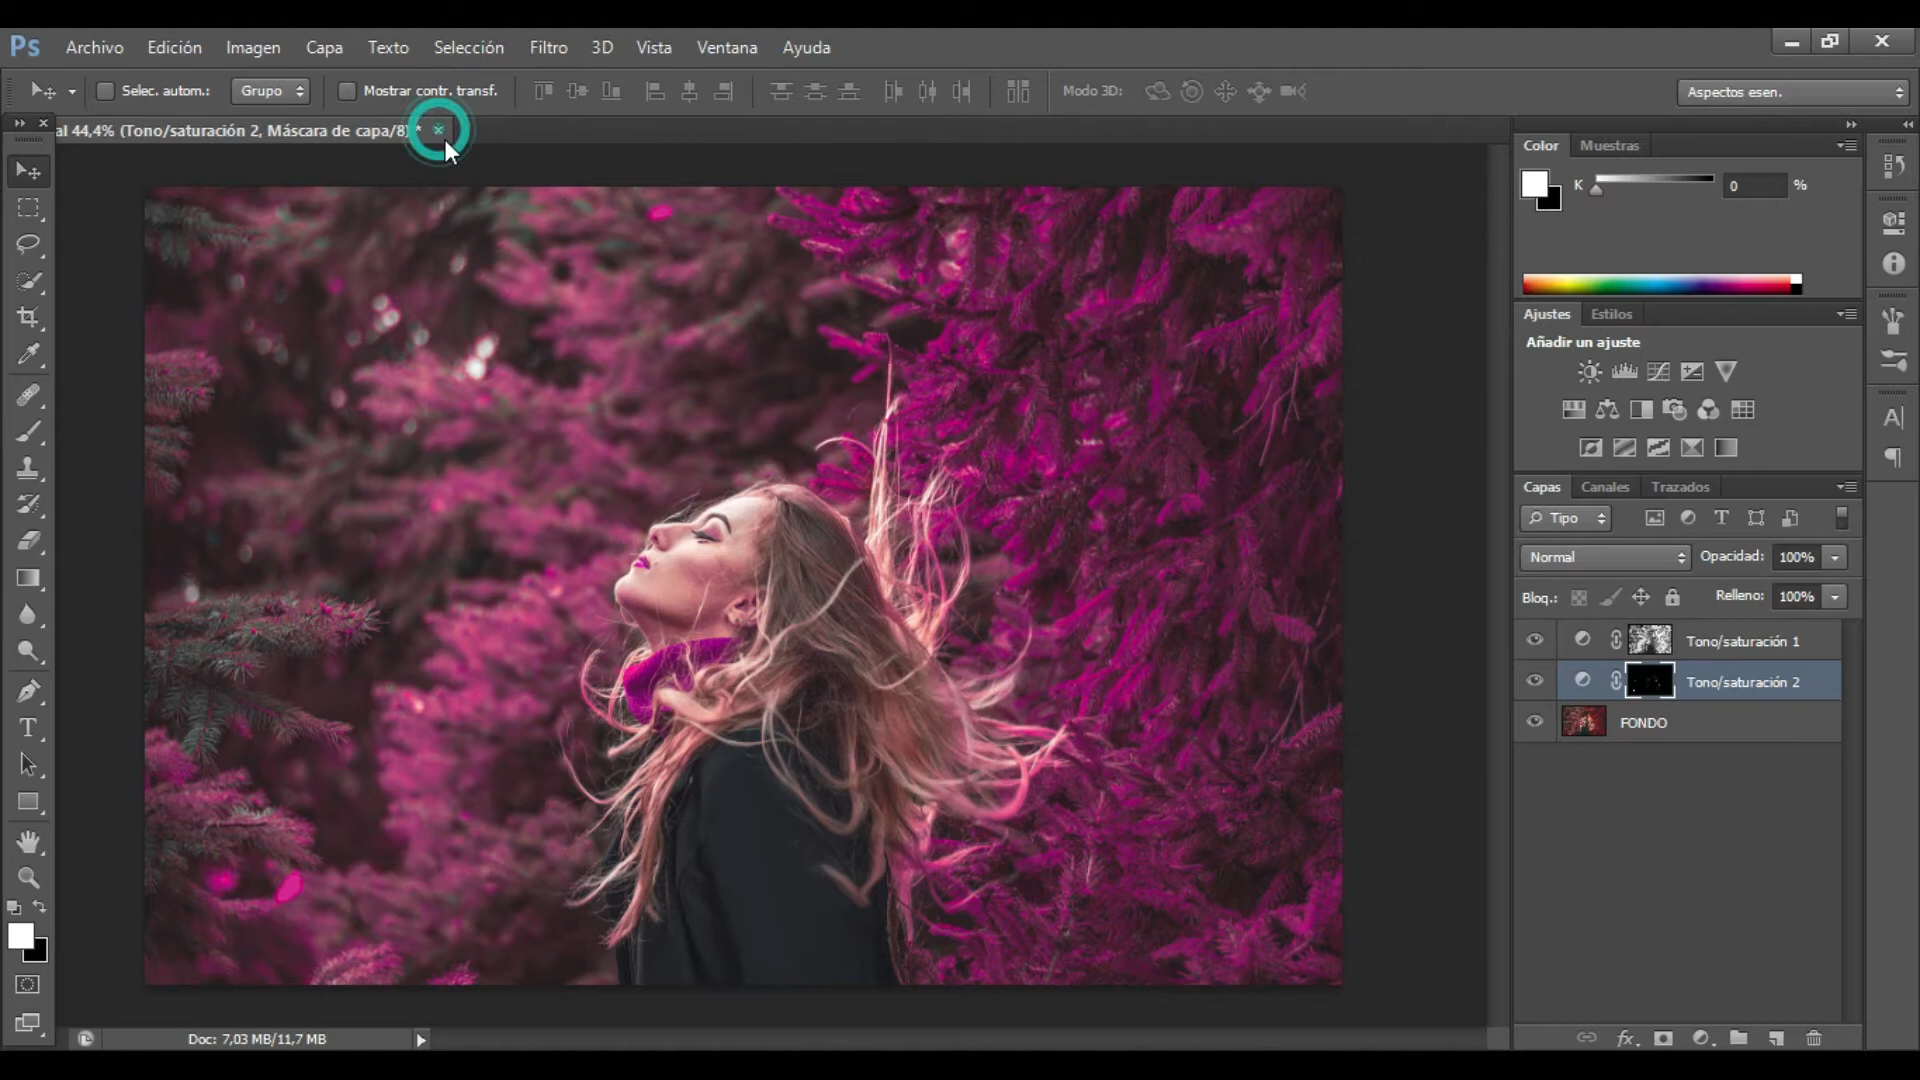 Ps Archivo Edición Imagen Capa Texto Selección Filtro 3D Vista Ventana Ayuda
Selec. autom.: Grupo Mostrar contr. transf. Modo 3D: Aspectos esen.
al 44,4% (Tono/saturación 2, Máscara de capa/8) *
Color Muestras
K 0 %
Ajustes Estilos
Añadir un ajuste
Capas Canales Trazados
Tipo
Normal Opacidad: 100%
Bloq.: Relleno: 100%
Tono/saturación 1
Tono/saturación 2
FONDO
Doc: 7,03 MB/11,7 MB